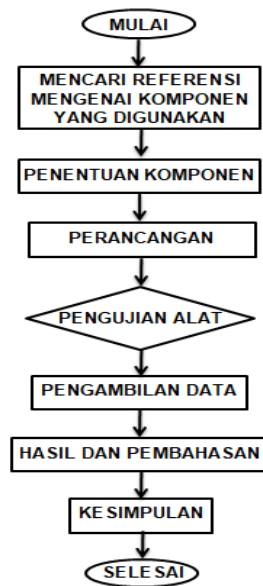 MULAI
MENCARI REFERENSI
MENGENAI KOMPONEN
YANG DIGUNAKAN
PENENTUAN KOMPONEN
PERANCANGAN
PENGUJIAN ALAT
PENGAMBILAN DATA
HASIL DAN PEMBAHASAN
KESIMPULAN
SELESAI